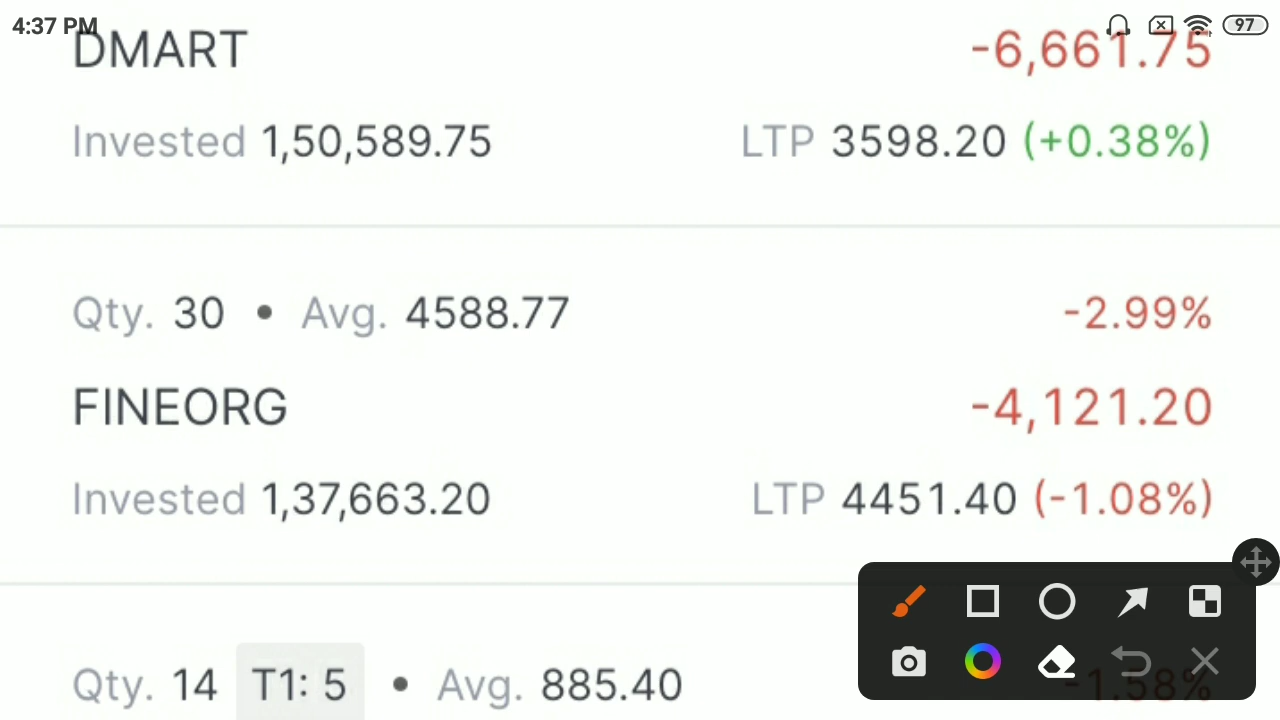 4:37 PM 97
DMART -6,661.75
Invested 1,50,589.75 LTP 3598.20 (+0.38%)
Qty. 30 • Avg. 4588.77 -2.99%
FINEORG -4,121.20
Invested 1,37,663.20 LTP 4451.40 (-1.08%)
Qty. 14 T1: 5 • Avg. 885.40 -1.58%